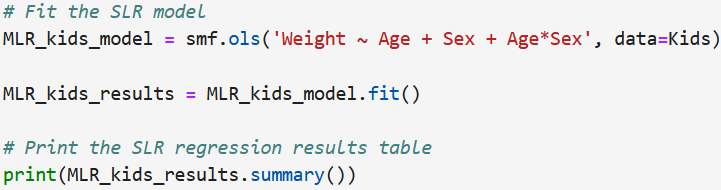 # Fit the SLR model
MLR_kids_model = smf.ols('Weight ~ Age + Sex + Age*Sex', data=Kids)
MLR_kids_results = MLR_kids_model.fit()
# Print the SLR regression results table
print(MLR_kids_results.summary())